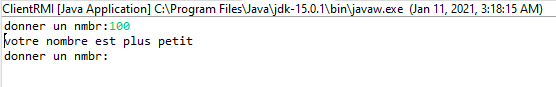 ClientRMI [Java Application] C:\Program Files\Java\jdk-15.0.1\bin\javaw.exe (Jan 11, 2021, 3:18:15 AM)
donner un nmbr:100
votre nombre est plus petit
donner un nmbr: